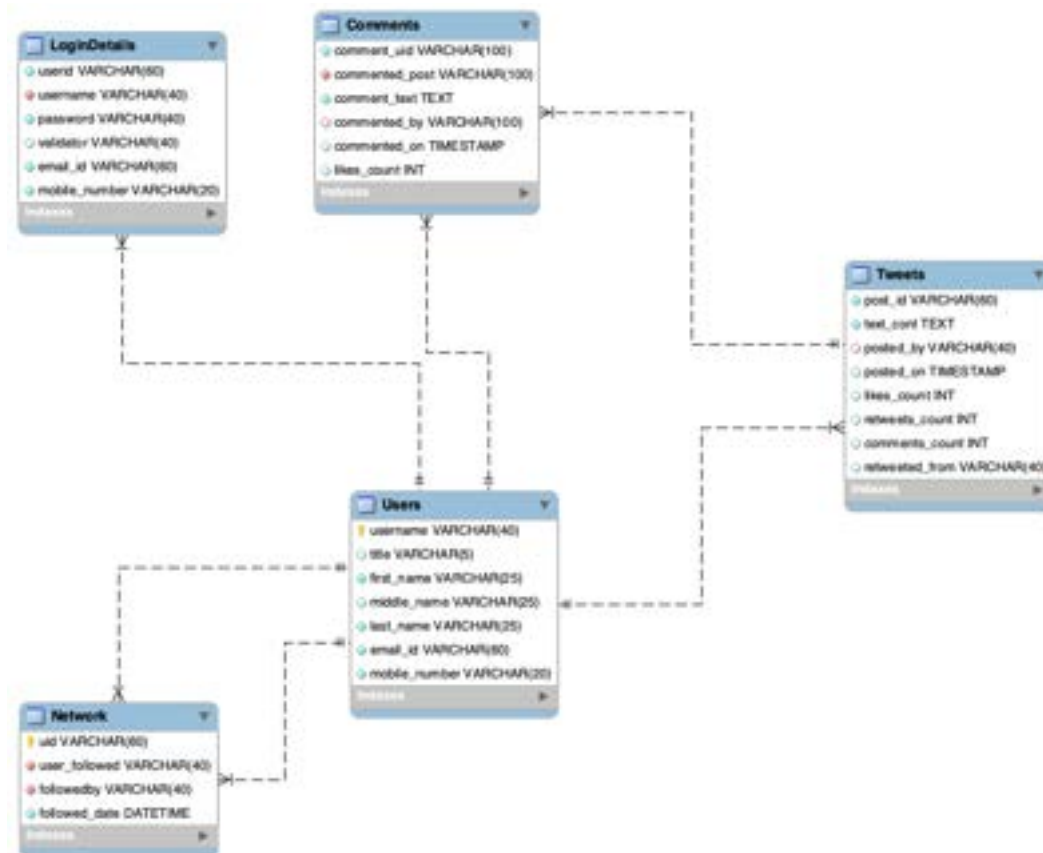 LoginDetails
userid VARCHAR(60)
username VARCHAR(40)
password VARCHAR(40)
validator VARCHAR(40)
email_id VARCHAR(60)
mobile_number VARCHAR(20)
Indexes
Comments
comment_uid VARCHAR(100)
commented_post VARCHAR(100)
comment_text TEXT
commented_by VARCHAR(100)
commented_on TIMESTAMP
likes_count INT
Indexes
Tweets
post_id VARCHAR(60)
text_cont TEXT
posted_by VARCHAR(40)
posted_on TIMESTAMP
likes_count INT
retweets_count INT
comments_count INT
retweeted_from VARCHAR(40)
Indexes
Users
username VARCHAR(40)
title VARCHAR(5)
first_name VARCHAR(25)
middle_name VARCHAR(25)
last_name VARCHAR(25)
email_id VARCHAR(60)
mobile_number VARCHAR(20)
Indexes
Network
uid VARCHAR(60)
user_followed VARCHAR(40)
followedby VARCHAR(40)
followed_date DATETIME
Indexes